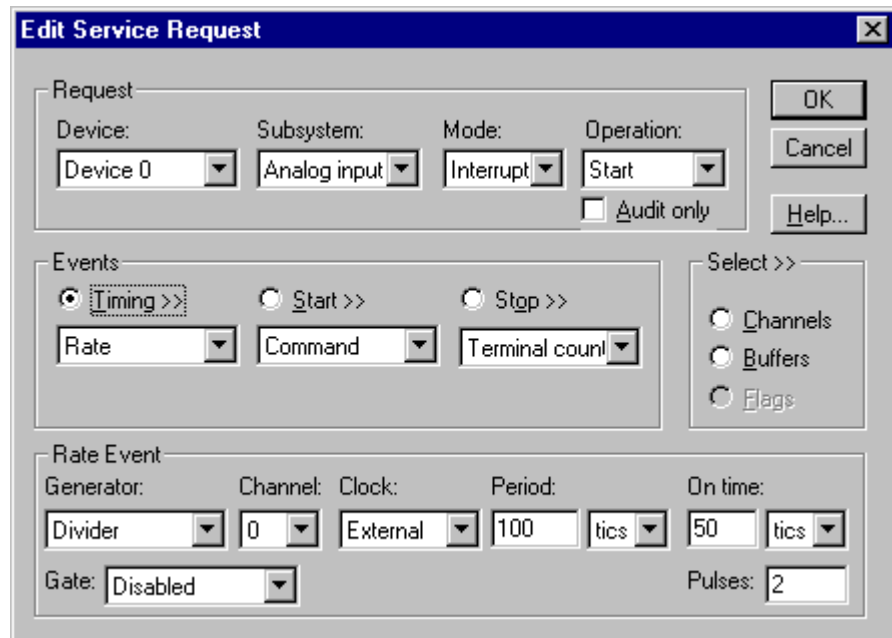 Edit Service Request
Request
OK
Device: Subsystem: Mode: Operation:
Device 0 Analog input Interrupt Start
Cancel
Audit only
Help...
Events
Select >>
Timing >> Start >> Stop >>
Channels
Rate Command Terminal count
Buffers
Flags
Rate Event
Generator: Channel: Clock: Period: On time:
Divider 0 External 100 tics 50 tics
Gate: Disabled Pulses: 2